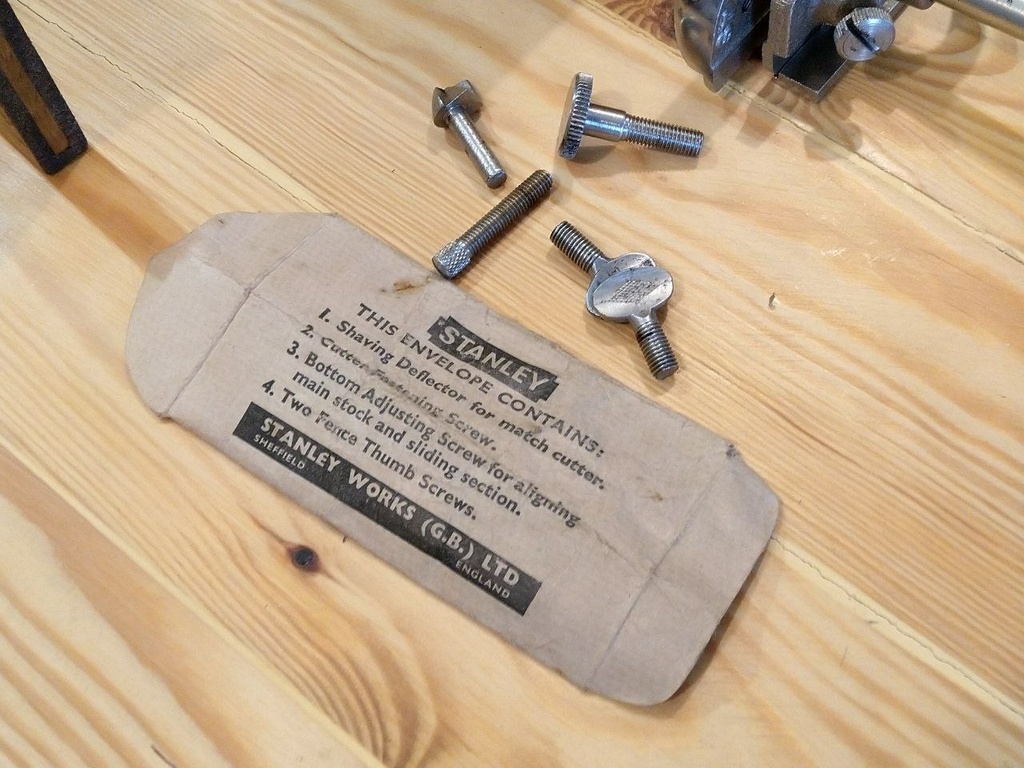 STANLEY
THIS ENVELOPE CONTAINS:
1. Shaving Deflector for match cutter.
2. Cutter Fastening Screw.
3. Bottom Adjusting Screw for aligning
main stock and sliding section.
4. Two Fence Thumb Screws.
STANLEY WORKS (G.B.) LTD
SHEFFIELD ENGLAND